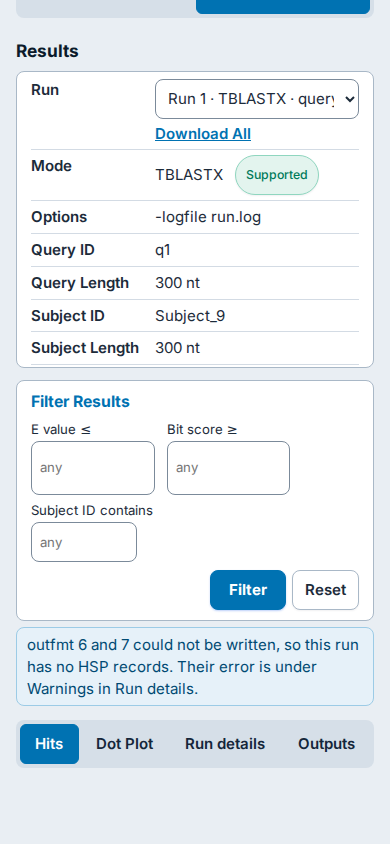 Results
Run
Run 1 · TBLASTX · query
Download All
Mode
TBLASTX Supported
Options -logfile run.log
Query ID q1
Query Length 300 nt
Subject ID Subject_9
Subject Length 300 nt
Filter Results
E value ≤ Bit score ≥
any any
Subject ID contains
any
Filter Reset
outfmt 6 and 7 could not be written, so this run
has no HSP records. Their error is under
Warnings in Run details.
Hits Dot Plot Run details Outputs